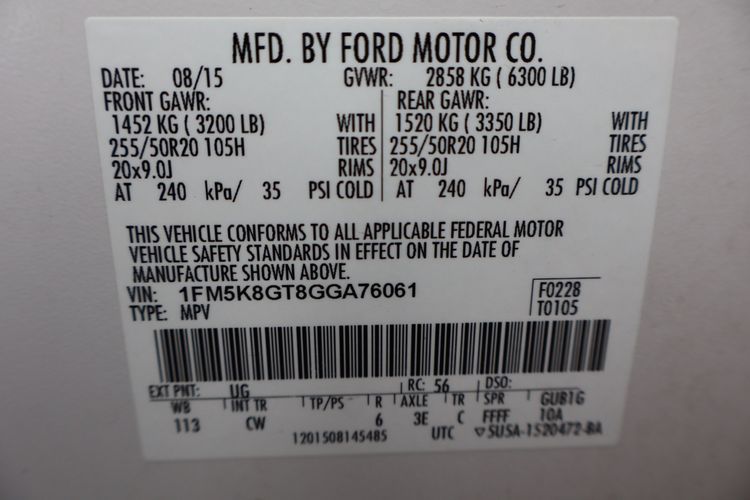 MFD. BY FORD MOTOR CO.
DATE: 08/15 GVWR: 2858 KG ( 6300 LB)
FRONT GAWR: REAR GAWR:
1452 KG ( 3200 LB) WITH 1520 KG ( 3350 LB) WITH
255/50R20 105H TIRES 255/50R20 105H TIRES
20x9.0J RIMS 20x9.0J RIMS
AT 240 kPa/ 35 PSI COLD AT 240 kPa/ 35 PSI COLD
THIS VEHICLE CONFORMS TO ALL APPLICABLE FEDERAL MOTOR
VEHICLE SAFETY STANDARDS IN EFFECT ON THE DATE OF
MANUFACTURE SHOWN ABOVE.
VIN: 1FM5K8GT8GGA76061 F0228
TYPE: MPV T0105
EXT PNT: UG RC: 56 DSO:
WB INT TR TP/PS R AXLE TR SPR GUB1G
113 CW 6 3E C FFFF 10A
1201508145485 UTC ▽SUSA-1520472-BA